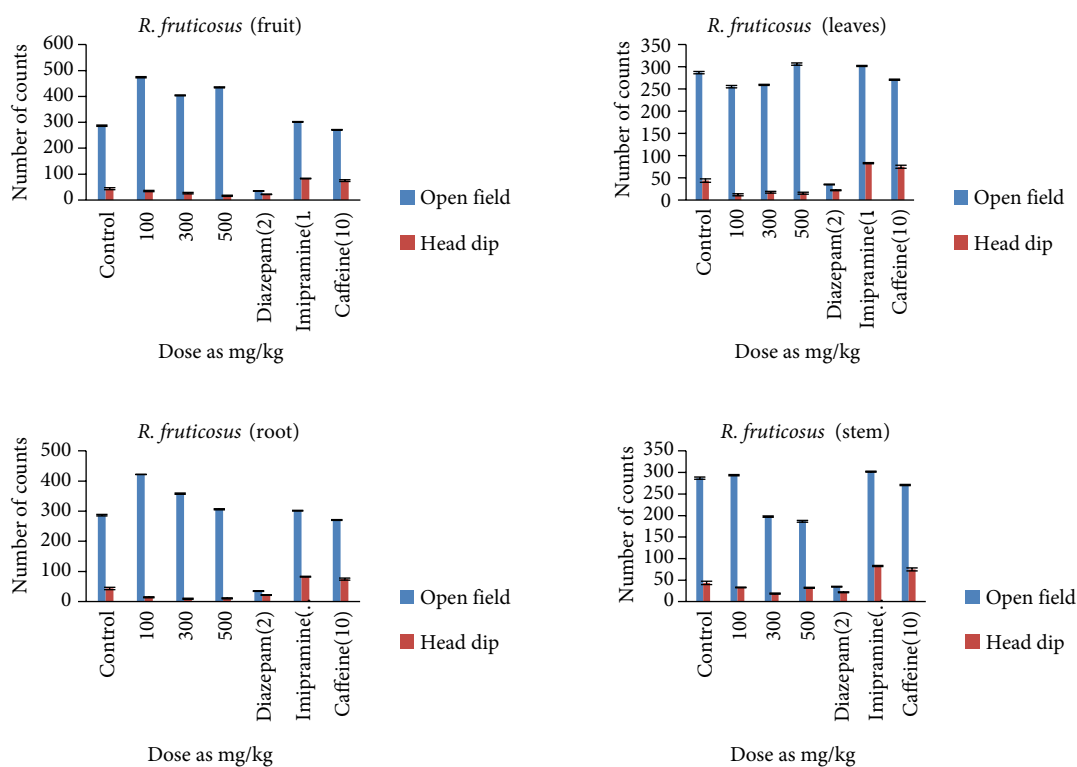 R. fruticosus (fruit)
Number of counts
600
500
400
300
200
100
0
Control
100
300
500
Diazepam(2)
Imipramine(1.
Caffeine(10)
Dose as mg/kg
Open field
Head dip
R. fruticosus (leaves)
Number of counts
350
300
250
200
150
100
50
0
Control
100
300
500
Diazepam(2)
Imipramine(1.
Caffeine(10)
Dose as mg/kg
Open field
Head dip
R. fruticosus (root)
Number of counts
500
400
300
200
100
0
Control
100
300
500
Diazepam(2)
Imipramine(.
Caffeine(10)
Dose as mg/kg
Open field
Head dip
R. fruticosus (stem)
Number of counts
350
300
250
200
150
100
50
0
Control
100
300
500
Diazepam(2)
Imipramine(.
Caffeine(10)
Dose as mg/kg
Open field
Head dip